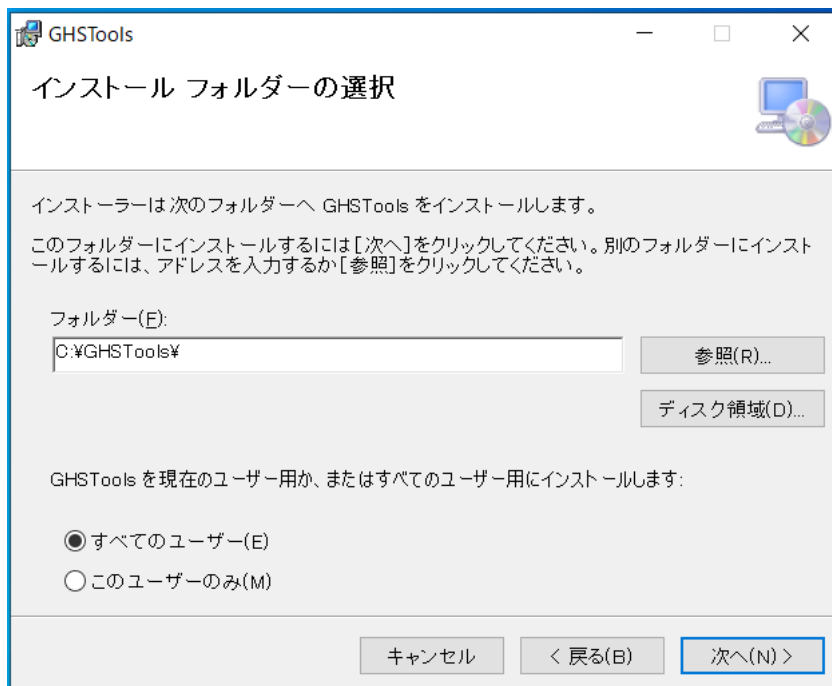 GHSTools
インストール フォルダーの選択
インストーラーは次のフォルダーへ GHSTools をインストールします。
このフォルダーにインストールするには[次へ]をクリックしてください。別のフォルダーにインスト
ールするには、アドレスを入力するか[参照]をクリックしてください。
フォルダー(F):
C:¥GHSTools¥
参照(R)...
ディスク領域(D)...
GHSTools を現在のユーザー用か、またはすべてのユーザー用にインストールします:
すべてのユーザー(E)
このユーザーのみ(M)
キャンセル
< 戻る(B)
次へ(N) >